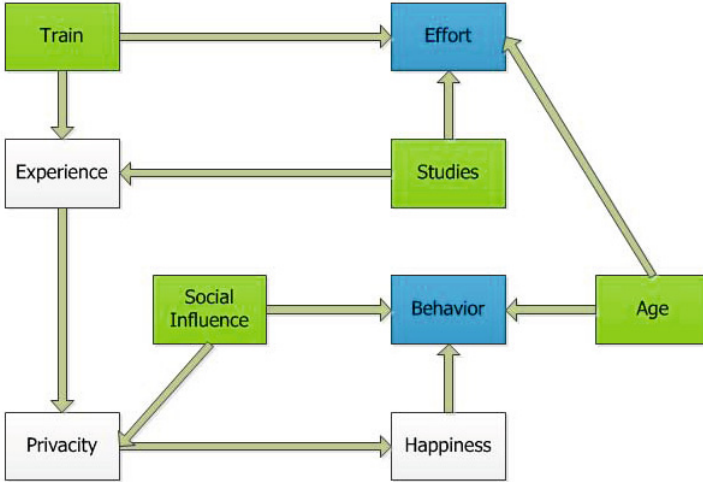 Train
Effort
Experience
Studies
Social
Influence
Behavior
Age
Privacity
Happiness